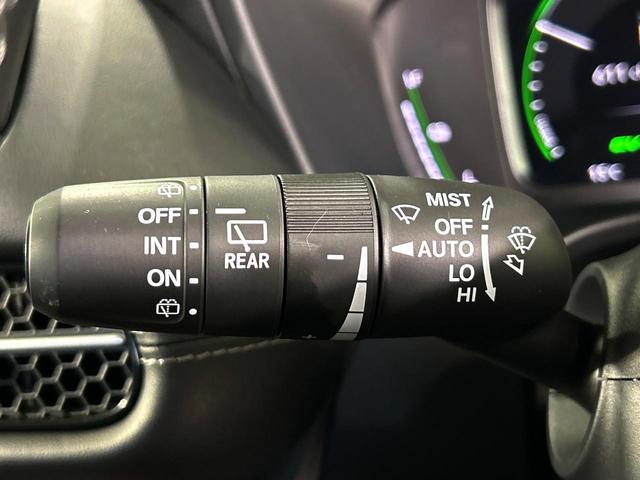 OFF
INT
ON
REAR
MIST
OFF
AUTO
LO
HI